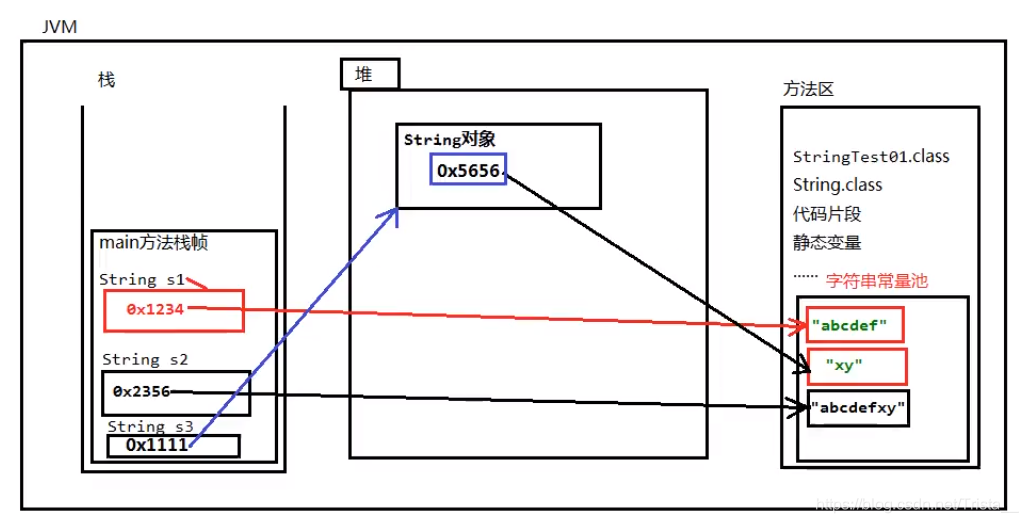 JVM
栈
堆
方法区
String对象
0x5656
StringTest01.class
String.class
代码片段
静态变量
······ 字符串常量池
main方法栈帧
String s1
0x1234
"abcdef"
"xy"
String s2
0x2356
"abcdefxy"
String s3
0x1111
https://blog.csdn.net/Trista